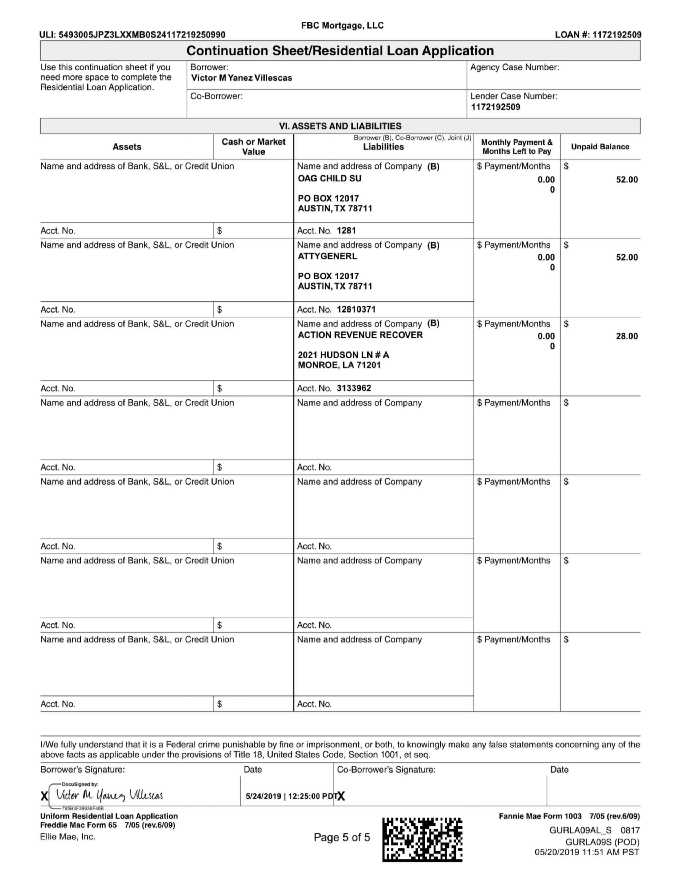 FBC Mortgage, LLC
ULI: 5493005JPZ3LXXMB0S24117219250990 LOAN #: 1172192509
Continuation Sheet/Residential Loan Application
Use this continuation sheet if you
need more space to complete the
Residential Loan Application.
Borrower:
Victor M Yanez Villescas
Agency Case Number:
Co-Borrower:
Lender Case Number:
1172192509
VI. ASSETS AND LIABILITIES
Assets
Cash or Market
Value
Borrower (B), Co-Borrower (C), Joint (J)
Liabilities
Monthly Payment &
Months Left to Pay
Unpaid Balance
Name and address of Bank, S&L, or Credit Union
Name and address of Company (B)
$ Payment/Months
$
OAG CHILD SU
0.00
52.00
0
PO BOX 12017
AUSTIN, TX 78711
Acct. No.
$
Acct. No. 1281
Name and address of Bank, S&L, or Credit Union
Name and address of Company (B)
$ Payment/Months
$
ATTYGENERL
0.00
52.00
0
PO BOX 12017
AUSTIN, TX 78711
Acct. No.
$
Acct. No. 12810371
Name and address of Bank, S&L, or Credit Union
Name and address of Company (B)
$ Payment/Months
$
ACTION REVENUE RECOVER
0.00
28.00
0
2021 HUDSON LN # A
MONROE, LA 71201
Acct. No.
$
Acct. No. 3133962
Name and address of Bank, S&L, or Credit Union
Name and address of Company
$ Payment/Months
$
Acct. No.
$
Acct. No.
Name and address of Bank, S&L, or Credit Union
Name and address of Company
$ Payment/Months
$
Acct. No.
$
Acct. No.
Name and address of Bank, S&L, or Credit Union
Name and address of Company
$ Payment/Months
$
Acct. No.
$
Acct. No.
Name and address of Bank, S&L, or Credit Union
Name and address of Company
$ Payment/Months
$
Acct. No.
$
Acct. No.
I/We fully understand that it is a Federal crime punishable by fine or imprisonment, or both, to knowingly make any false statements concerning any of the
above facts as applicable under the provisions of Title 18, United States Code, Section 1001, et seq.
Borrower's Signature:
Date
Co-Borrower's Signature:
Date
DocuSigned by:
X Victor M Yanez Villescas
5/24/2019 | 12:25:00 PDT
X
Uniform Residential Loan Application
Freddie Mac Form 65 7/05 (rev.6/09)
Ellie Mae, Inc.
Page 5 of 5
Fannie Mae Form 1003 7/05 (rev.6/09)
GURLA09AL_S 0817
GURLA09S (POD)
05/20/2019 11:51 AM PST